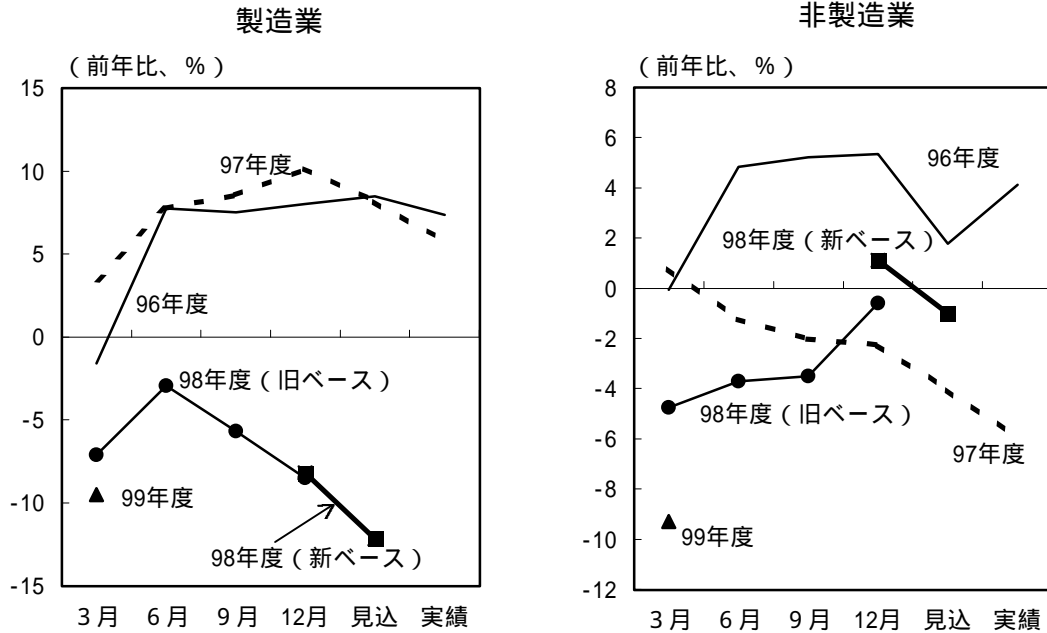 製造業
(前年比、%)
15
10
5
0
-5
-10
-15
97年度
96年度
98年度(旧ベース)
99年度
98年度(新ベース)
3月 6月 9月 12月 見込 実績
非製造業
(前年比、%)
8
6
4
2
0
-2
-4
-6
-8
-10
-12
96年度
98年度(新ベース)
98年度(旧ベース)
97年度
99年度
3月 6月 9月 12月 見込 実績